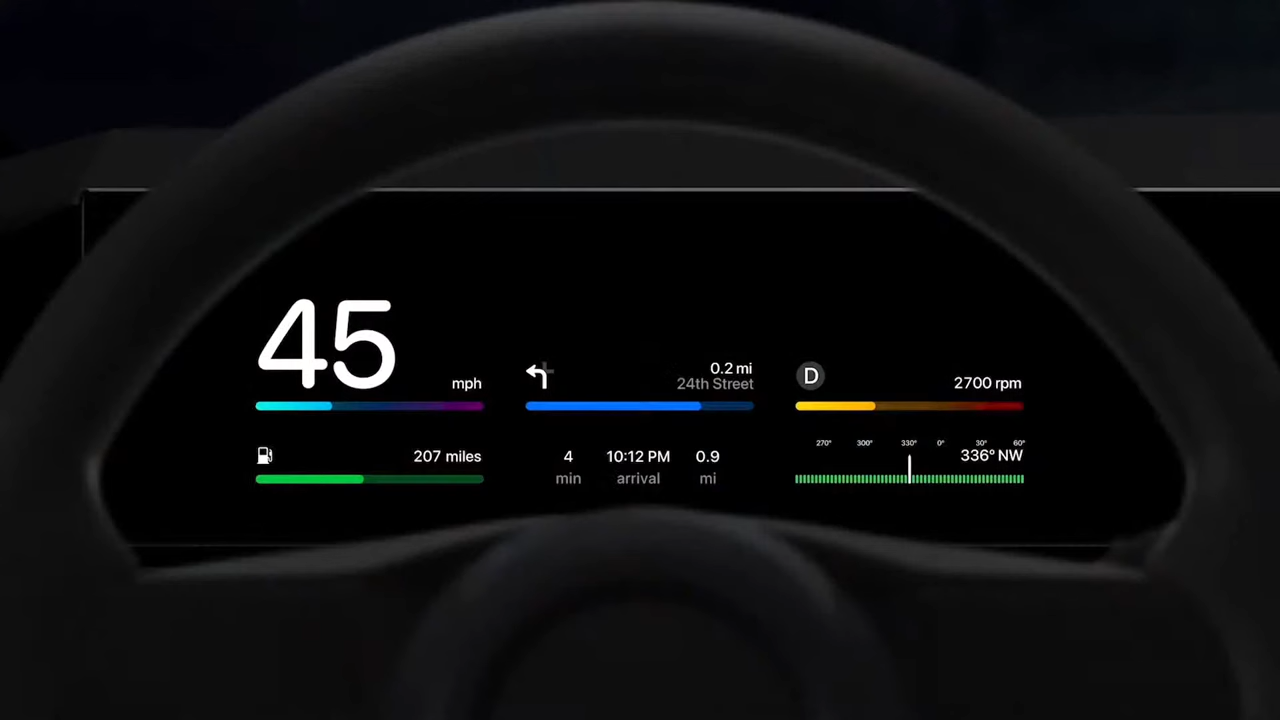 45
mph
0.2 mi
24th Street
D
2700 rpm
207 miles
4 10:12 PM 0.9
min arrival mi
270° 300° 330° 0° 30° 60°
336° NW